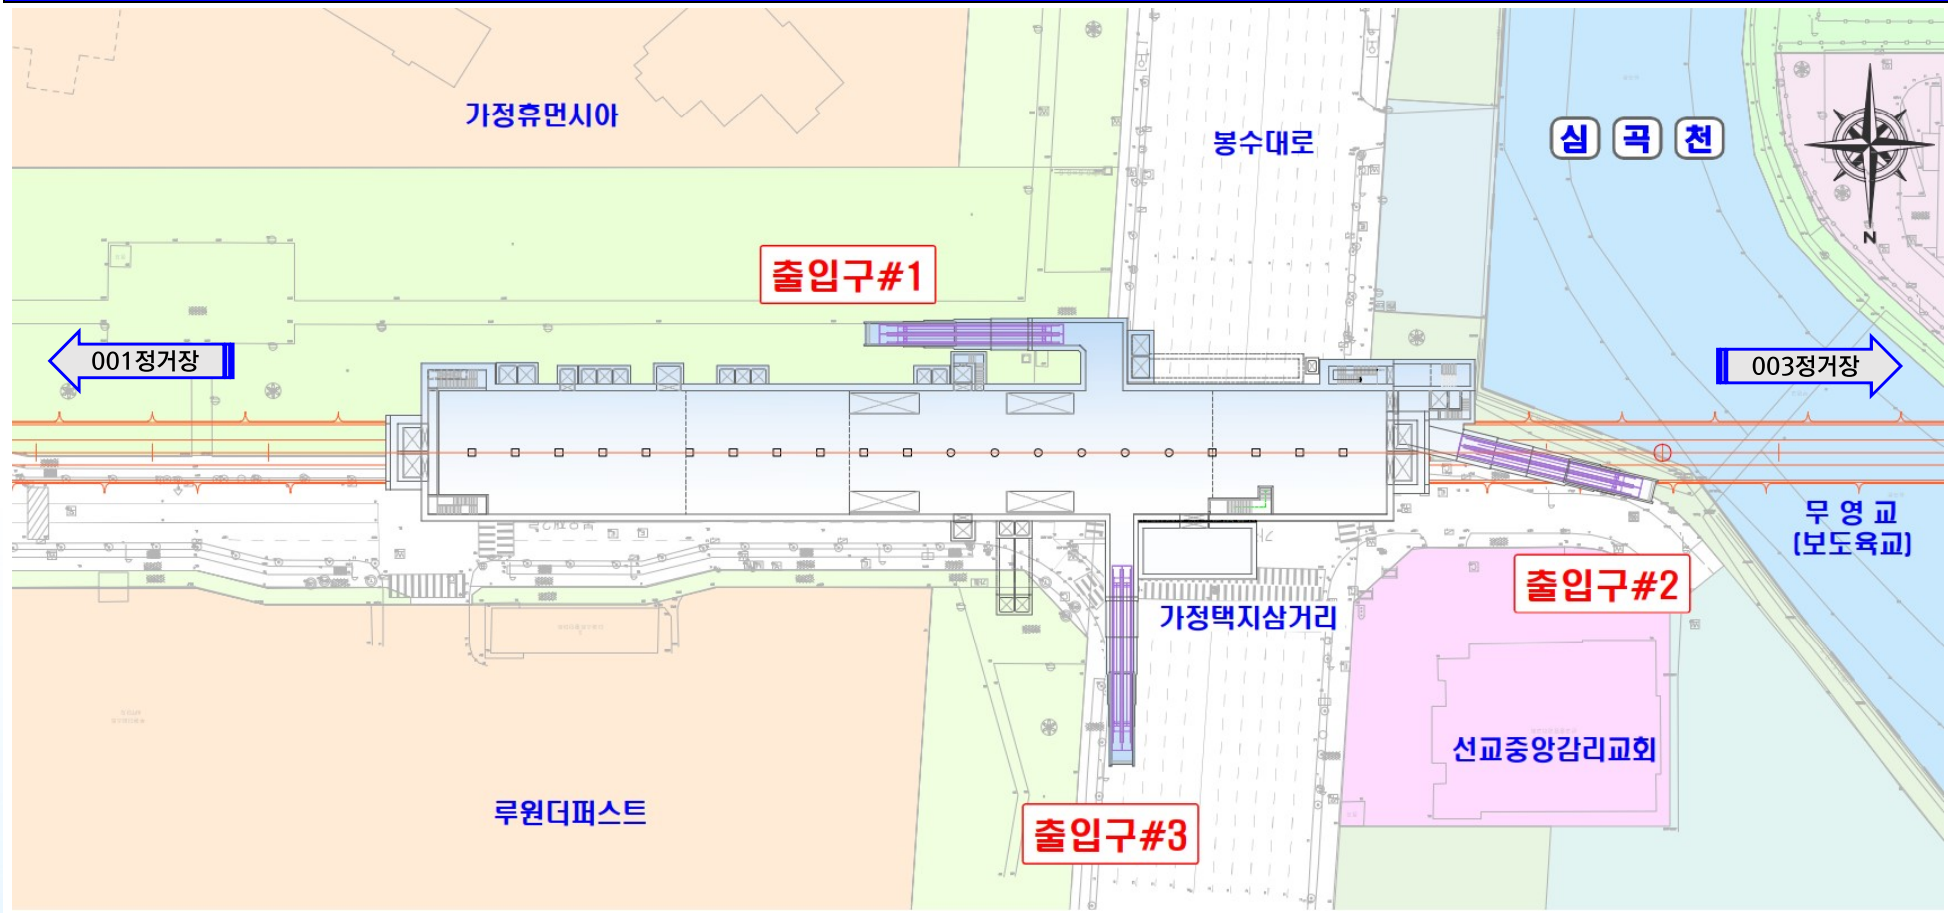 가정휴먼시아
봉수대로
심 곡 천
N
출입구#1
001정거장
003정거장
무 영 교
(보도육교)
출입구#2
가정택지삼거리
선교중앙감리교회
루원더퍼스트
출입구#3